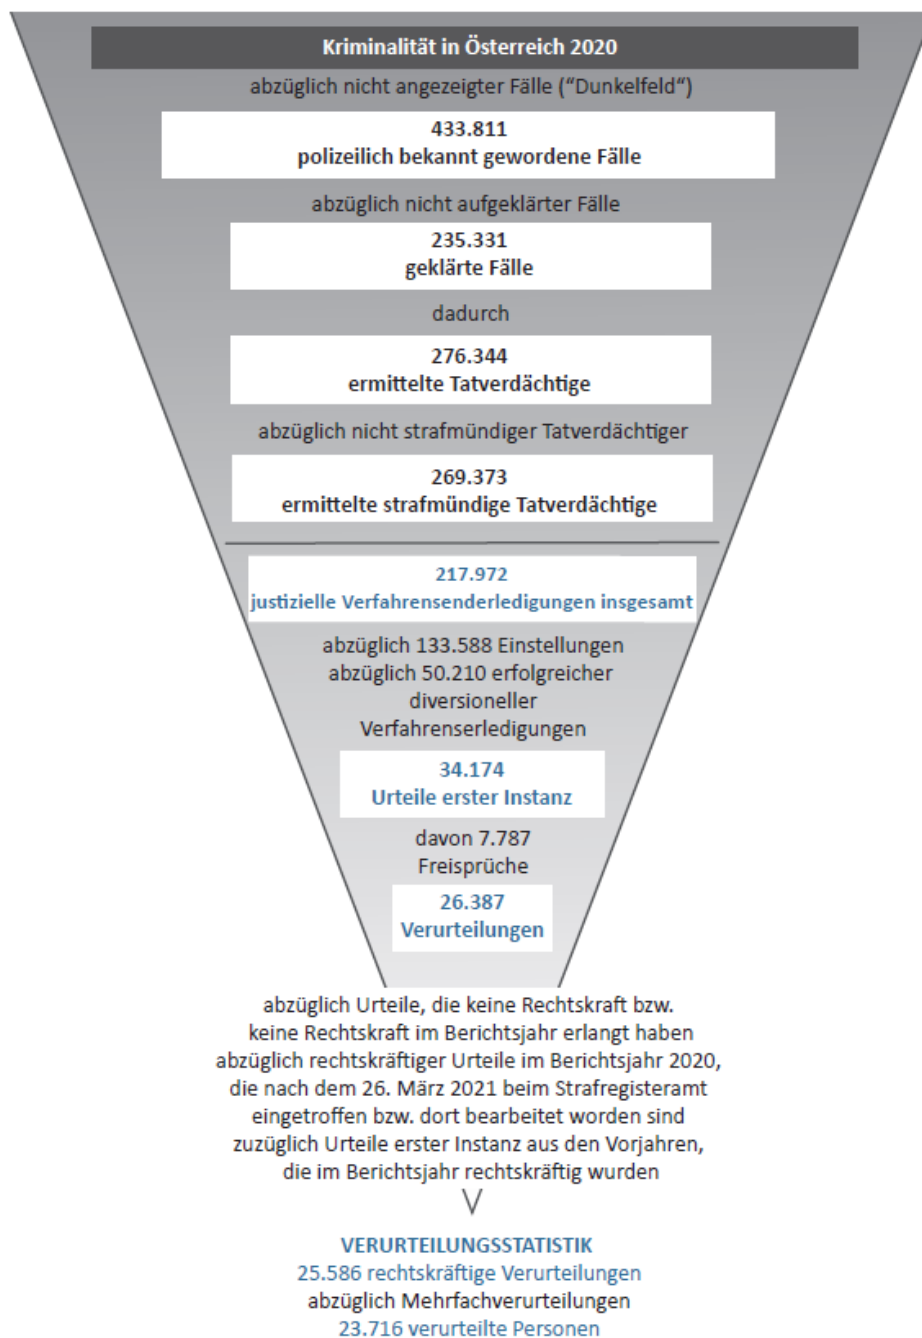 Kriminalität in Österreich 2020
abzüglich nicht angezeigter Fälle (“Dunkelfeld“)
433.811
polizeilich bekannt gewordene Fälle
abzüglich nicht aufgeklärter Fälle
235.331
geklärte Fälle
dadurch
276.344
ermittelte Tatverdächtige
abzüglich nicht strafmündiger Tatverdächtiger
269.373
ermittelte strafmündige Tatverdächtige
217.972
justizielle Verfahrensenderledigungen insgesamt
abzüglich 133.588 Einstellungen
abzüglich 50.210 erfolgreicher
diversioneller
Verfahrenserledigungen
34.174
Urteile erster Instanz
davon 7.787
Freisprüche
26.387
Verurteilungen
abzüglich Urteile, die keine Rechtskraft bzw.
keine Rechtskraft im Berichtsjahr erlangt haben
abzüglich rechtskräftiger Urteile im Berichtsjahr 2020,
die nach dem 26. März 2021 beim Strafregisteramt
eingetroffen bzw. dort bearbeitet worden sind
zuzüglich Urteile erster Instanz aus den Vorjahren,
die im Berichtsjahr rechtskräftig wurden
VERURTEILUNGSSTATISTIK
25.586 rechtskräftige Verurteilungen
abzüglich Mehrfachverurteilungen
23.716 verurteilte Personen